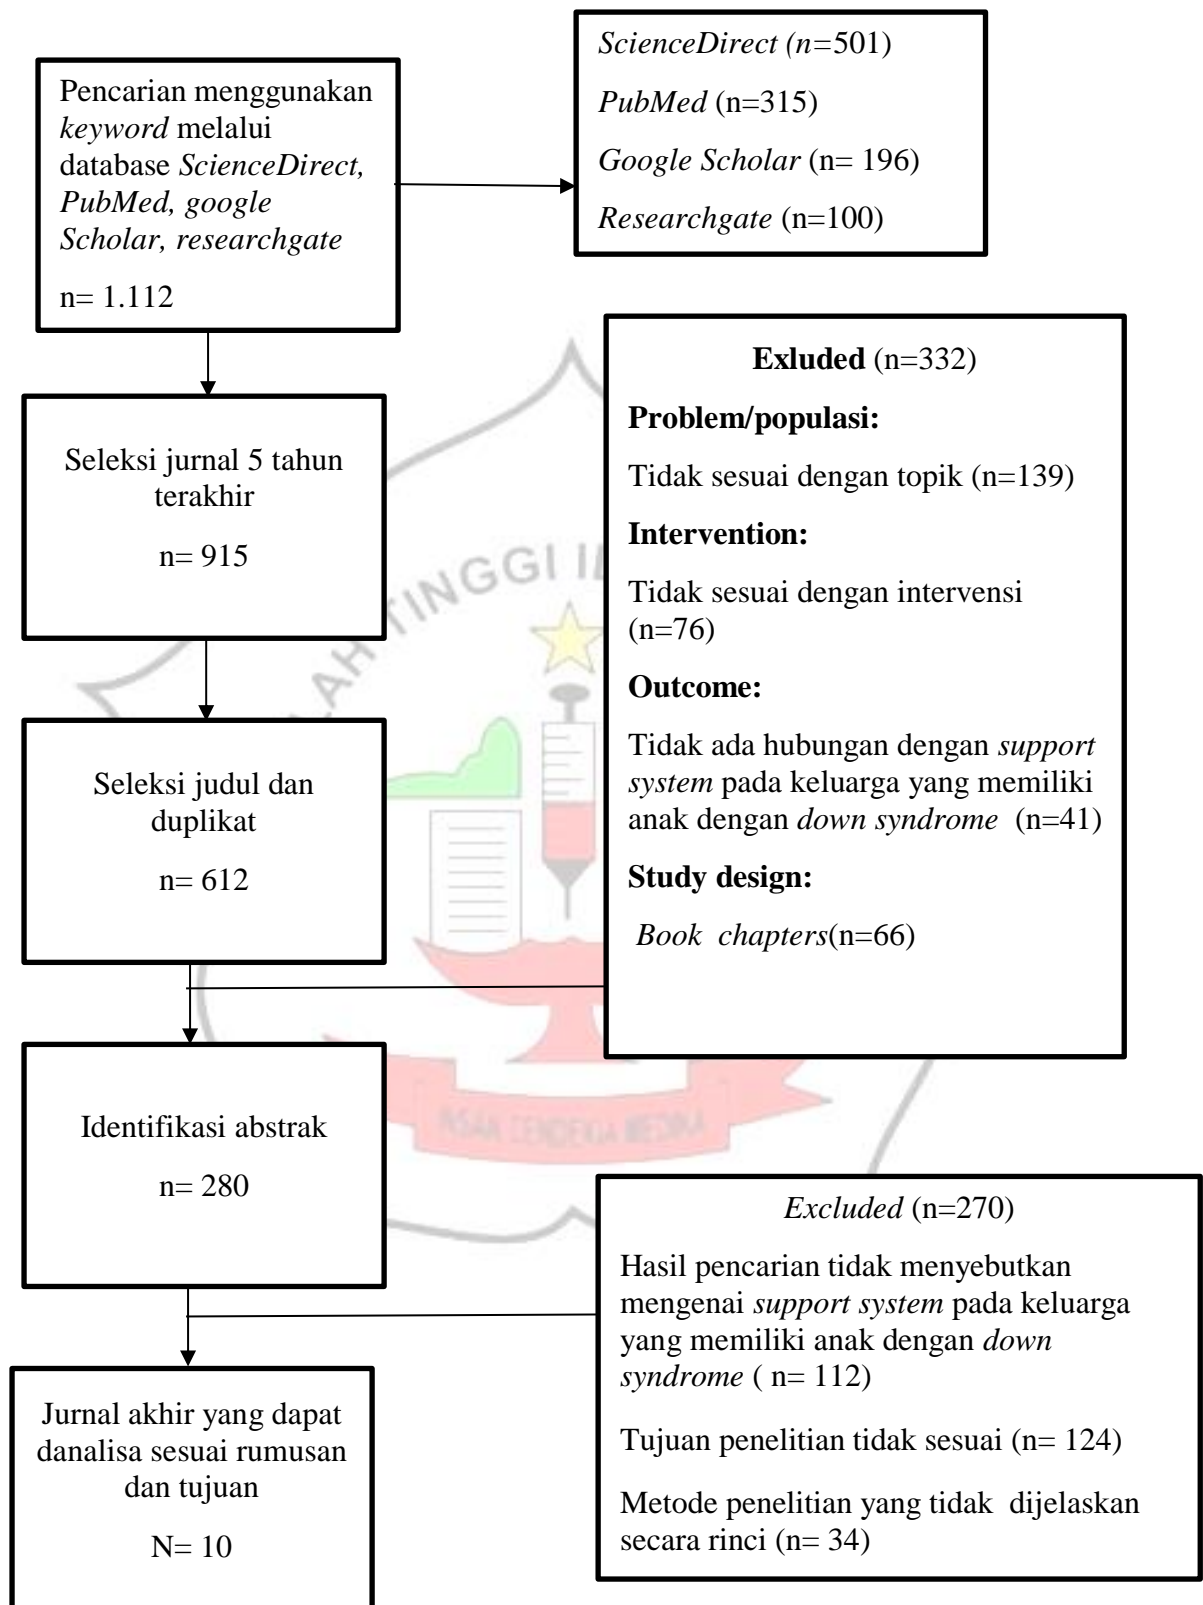 Pencarian menggunakan
keyword melalui
database ScienceDirect,
PubMed, google
Scholar, researchgate
n= 1.112
ScienceDirect (n=501)
PubMed (n=315)
Google Scholar (n= 196)
Researchgate (n=100)
Seleksi jurnal 5 tahun
terakhir
n= 915
Seleksi judul dan
duplikat
n= 612
Exluded (n=332)
Problem/populasi:
Tidak sesuai dengan topik (n=139)
Intervention:
Tidak sesuai dengan intervensi
(n=76)
Outcome:
Tidak ada hubungan dengan support
system pada keluarga yang memiliki
anak dengan down syndrome (n=41)
Study design:
Book chapters(n=66)
Identifikasi abstrak
n= 280
Excluded (n=270)
Hasil pencarian tidak menyebutkan
mengenai support system pada keluarga
yang memiliki anak dengan down
syndrome ( n= 112)
Tujuan penelitian tidak sesuai (n= 124)
Metode penelitian yang tidak dijelaskan
secara rinci (n= 34)
Jurnal akhir yang dapat
danalisa sesuai rumusan
dan tujuan
N= 10
TINGGI
INSAN CENDEKIA MEDIKA